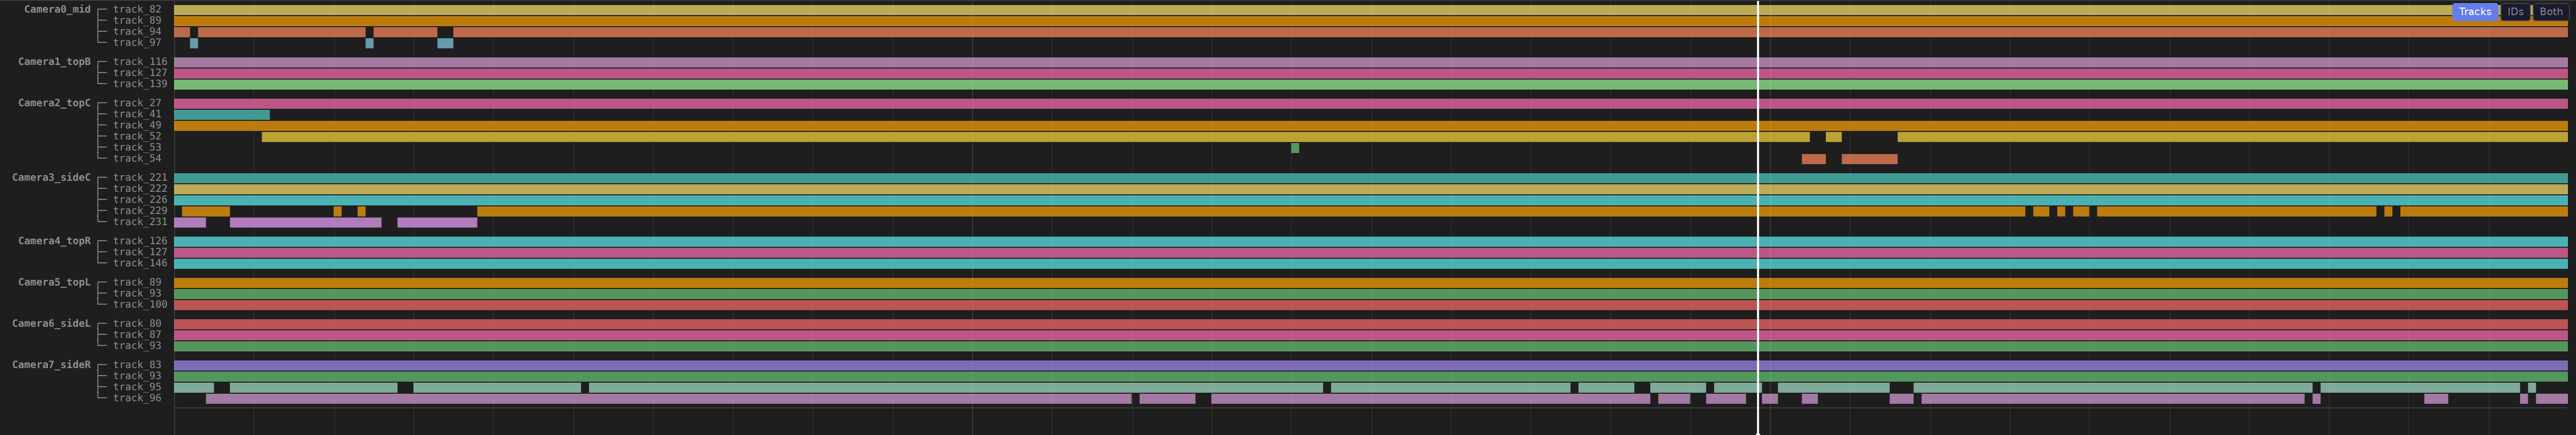 Camera0_mid track_82
track_89
track_94
track_97
Tracks IDs Both
Camera1_topB track_116
track_127
track_139
Camera2_topC track_27
track_41
track_49
track_52
track_53
track_54
Camera3_sideC track_221
track_222
track_226
track_229
track_231
Camera4_topR track_126
track_127
track_146
Camera5_topL track_89
track_93
track_100
Camera6_sideL track_80
track_87
track_93
Camera7_sideR track_83
track_93
track_95
track_96